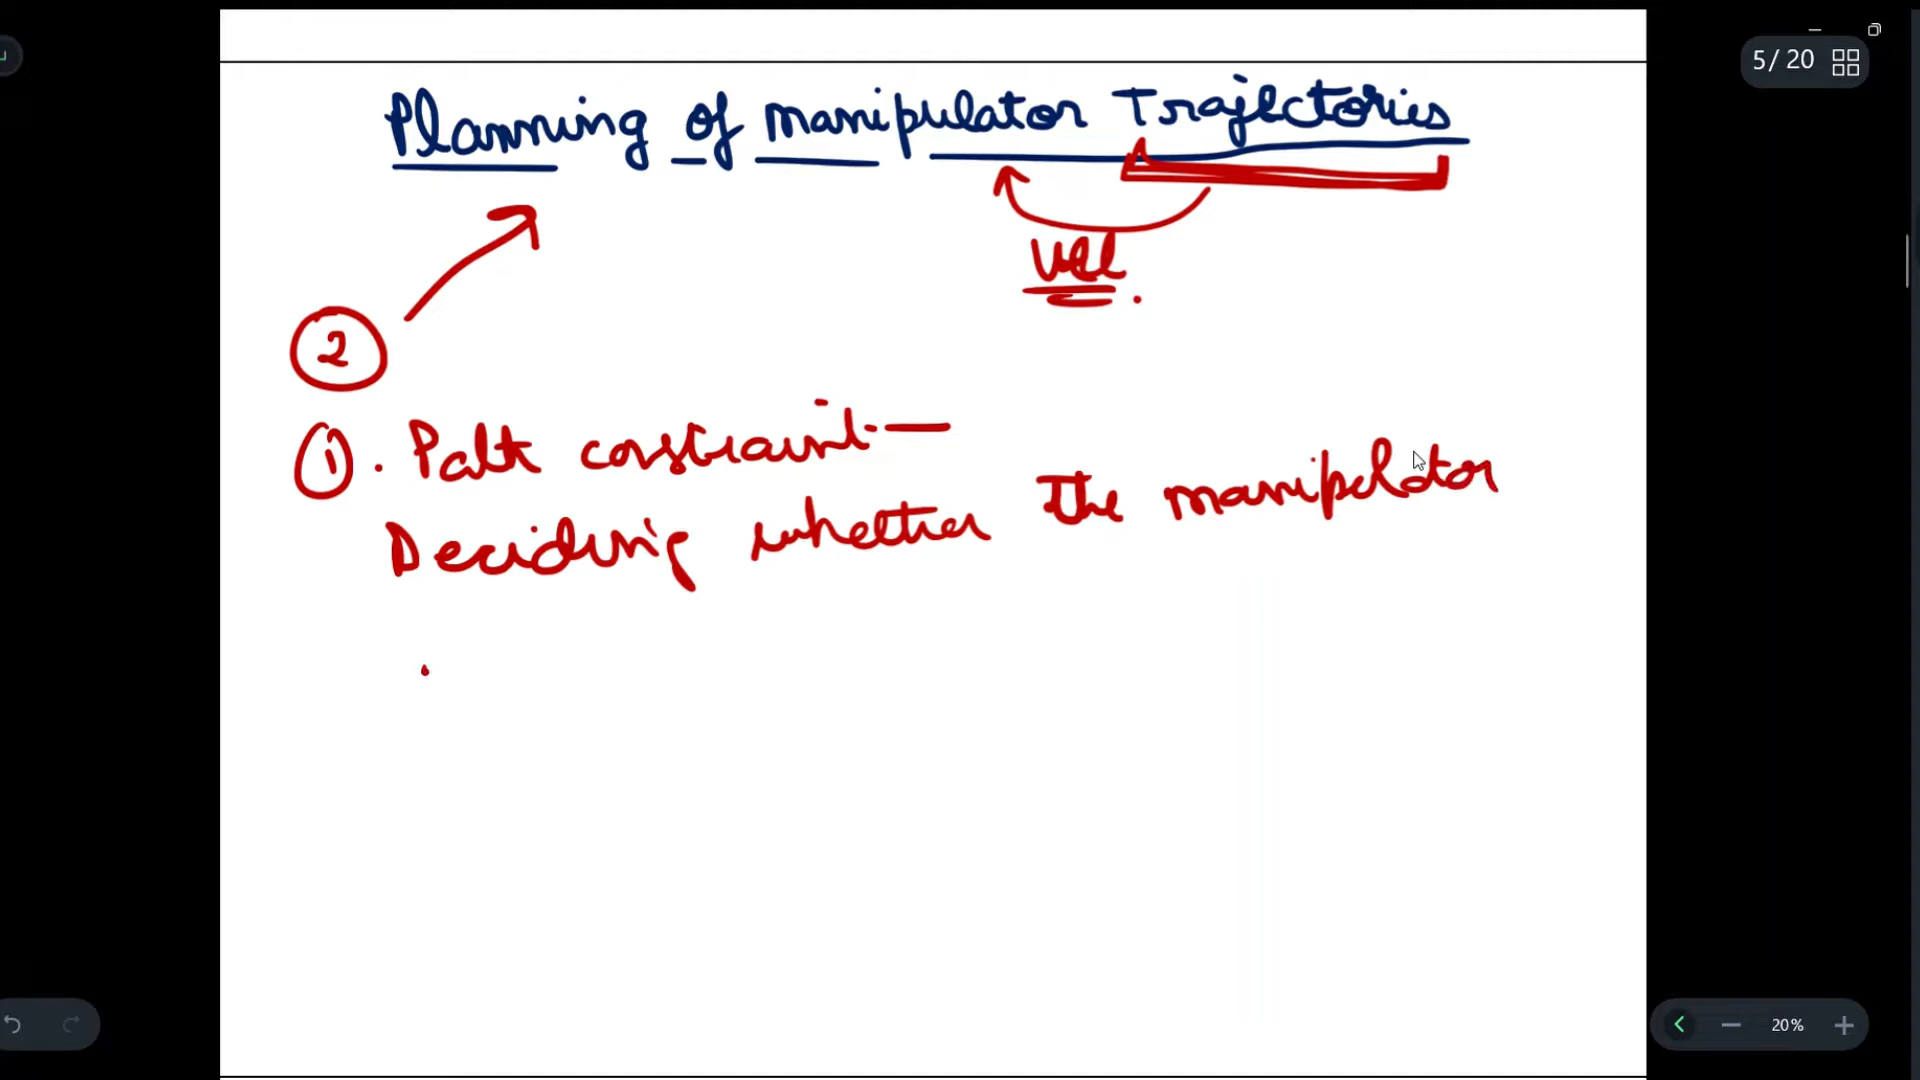 5/ 20
Planning of manipulator Trajectories
vel.
2
1. Path constraint —
Deciding whether the manipulator
.
20%